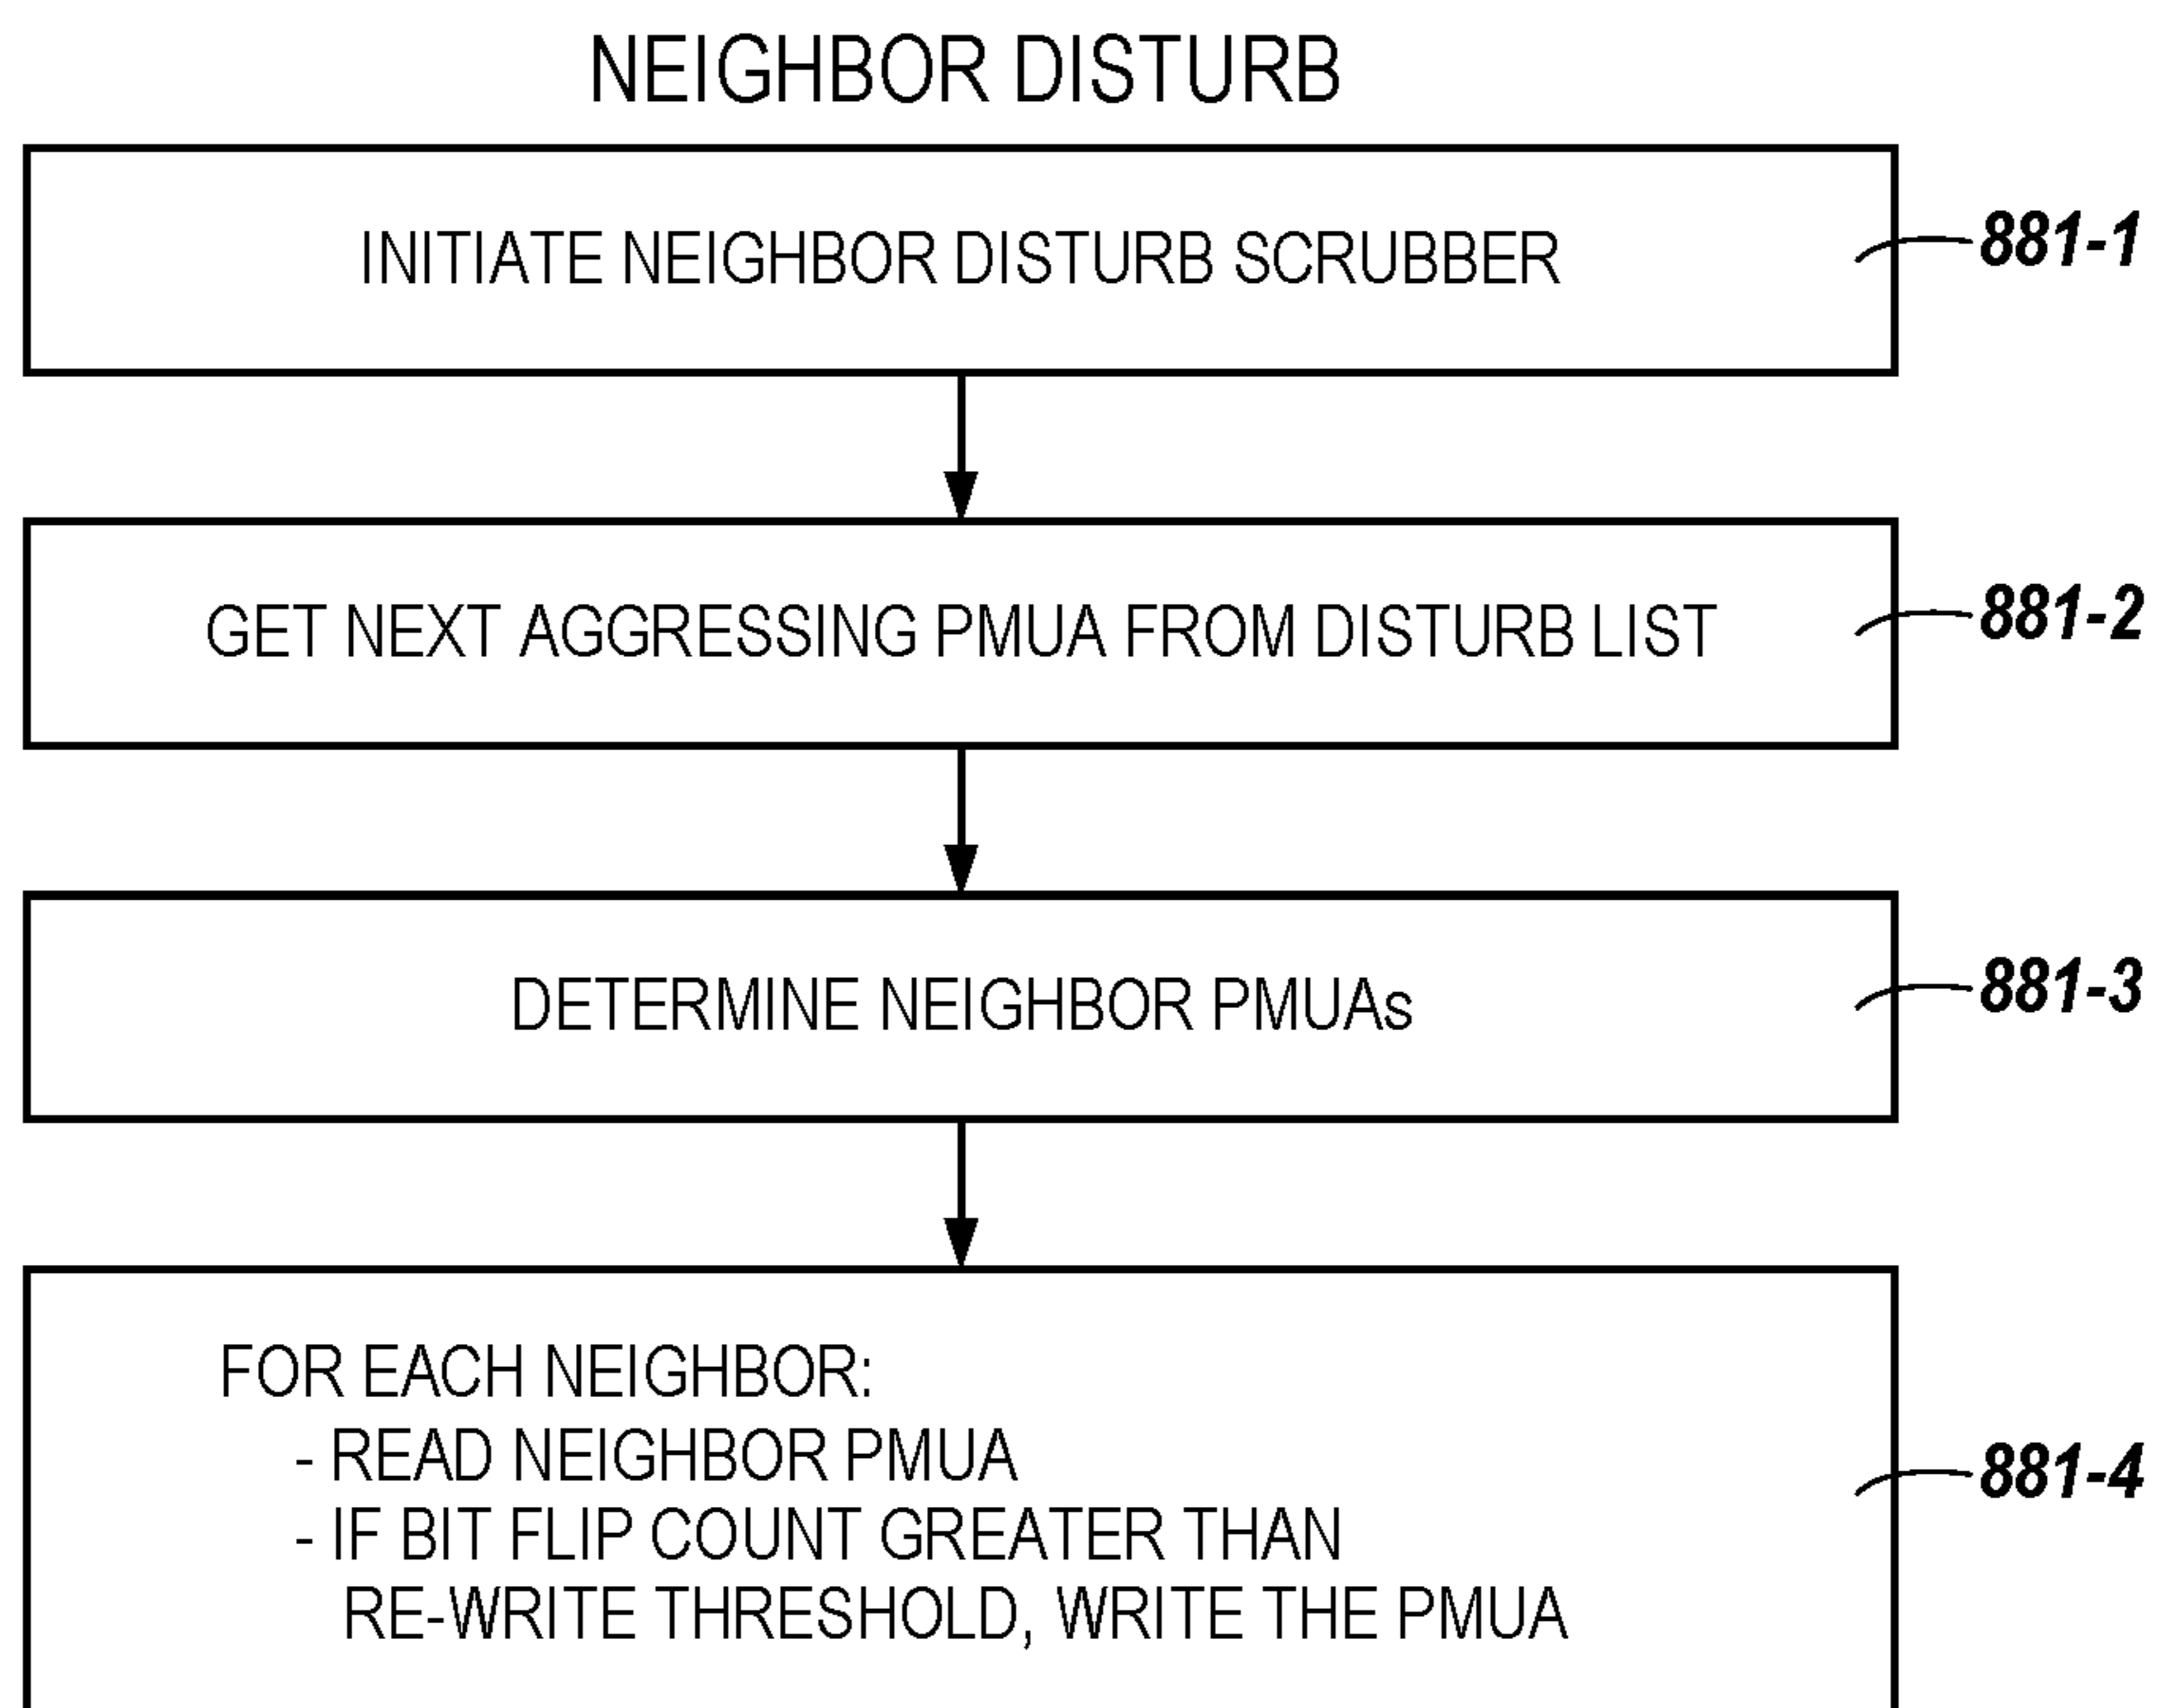 NEIGHBOR DISTURB
INITIATE NEIGHBOR DISTURB SCRUBBER
881-1
GET NEXT AGGRESSING PMUA FROM DISTURB LIST
881-2
DETERMINE NEIGHBOR PMUAs
881-3
FOR EACH NEIGHBOR:
- READ NEIGHBOR PMUA
- IF BIT FLIP COUNT GREATER THAN
RE-WRITE THRESHOLD, WRITE THE PMUA
881-4